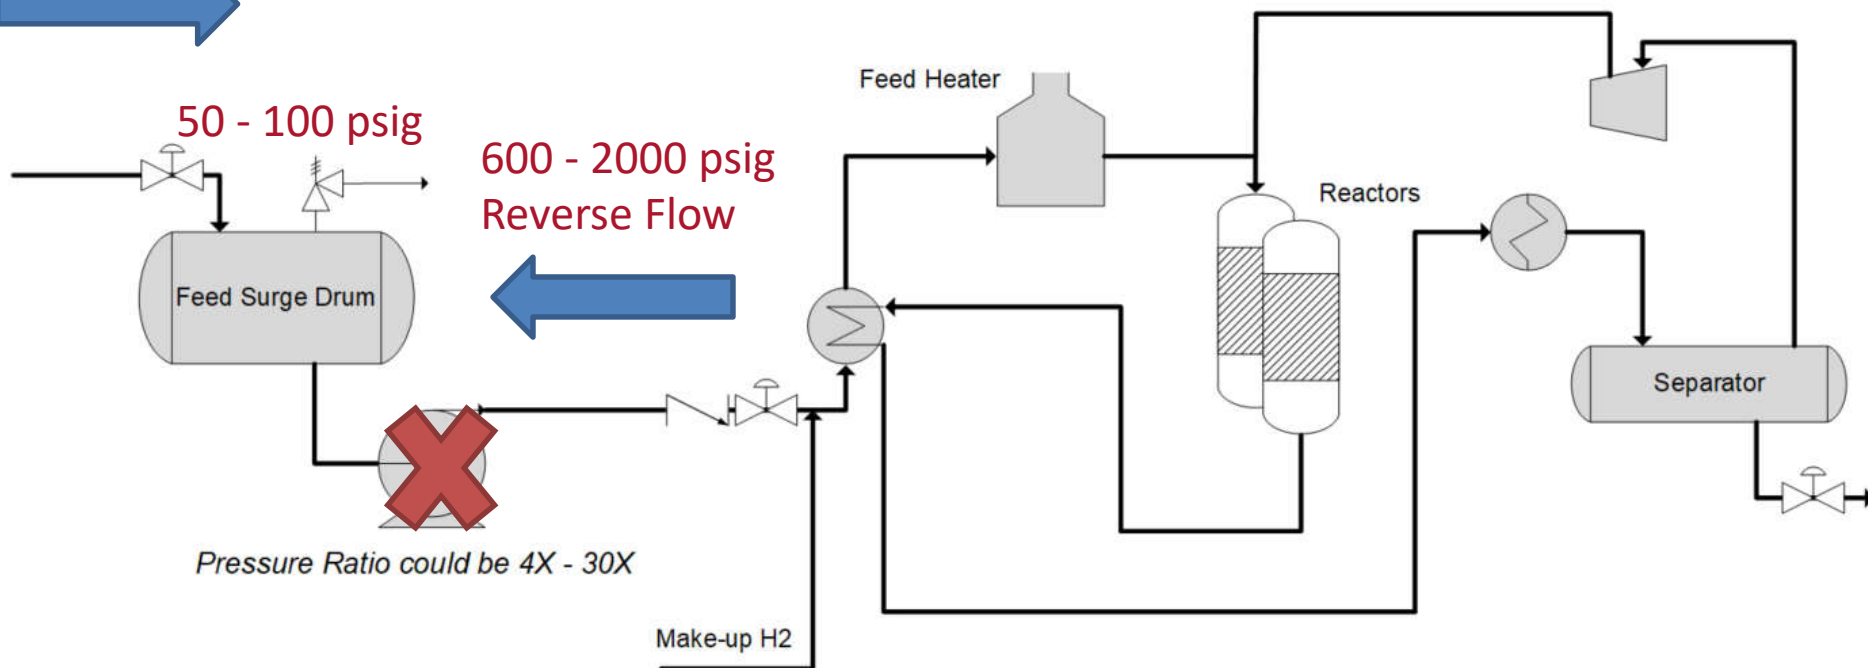 Feed Heater
50 - 100 psig
600 - 2000 psig
Reverse Flow
Reactors
Feed Surge Drum
Separator
Pressure Ratio could be 4X - 30X
Make-up H2